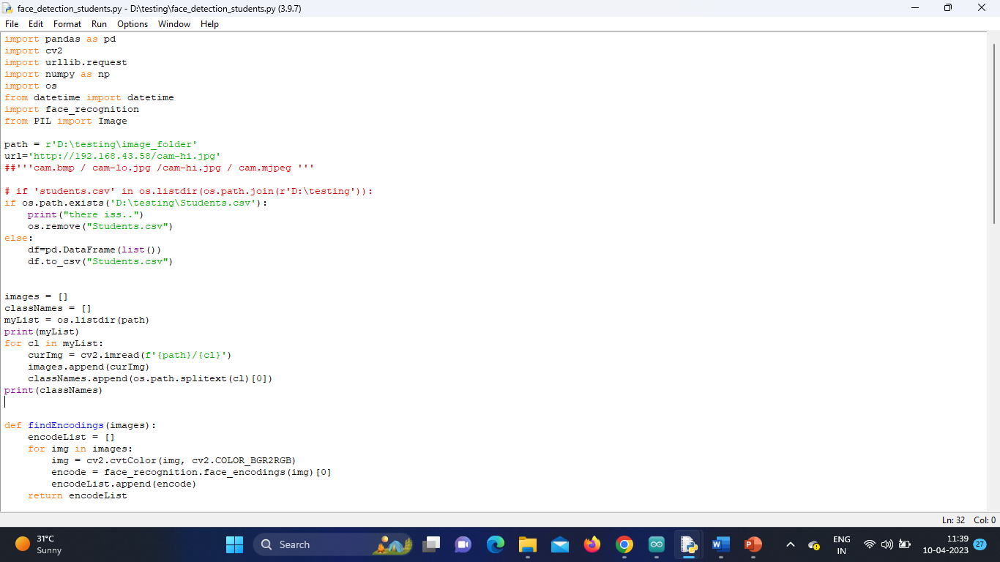 face_detection_students.py - D:\testing\face_detection_students.py (3.9.7)
File Edit Format Run Options Window Help
import pandas as pd
import cv2
import urllib.request
import numpy as np
import os
from datetime import datetime
import face_recognition
from PIL import Image
path = r'D:\testing\image_folder'
url='http://192.168.43.58/cam-hi.jpg'
##'''cam.bmp / cam-lo.jpg /cam-hi.jpg / cam.mjpeg '''
# if 'students.csv' in os.listdir(os.path.join(r'D:\testing')):
if os.path.exists('D:\testing\Students.csv'):
    print("there iss..")
    os.remove("Students.csv")
else:
    df=pd.DataFrame(list())
    df.to_csv("Students.csv")
images = []
classNames = []
myList = os.listdir(path)
print(myList)
for cl in myList:
    curImg = cv2.imread(f'{path}/{cl}')
    images.append(curImg)
    classNames.append(os.path.splitext(cl)[0])
print(classNames)
def findEncodings(images):
    encodeList = []
    for img in images:
        img = cv2.cvtColor(img, cv2.COLOR_BGR2RGB)
        encode = face_recognition.face_encodings(img)[0]
        encodeList.append(encode)
    return encodeList
Ln: 32 Col: 0
31°C
Sunny
Search
W
P
ENG
IN
11:39
10-04-2023
27